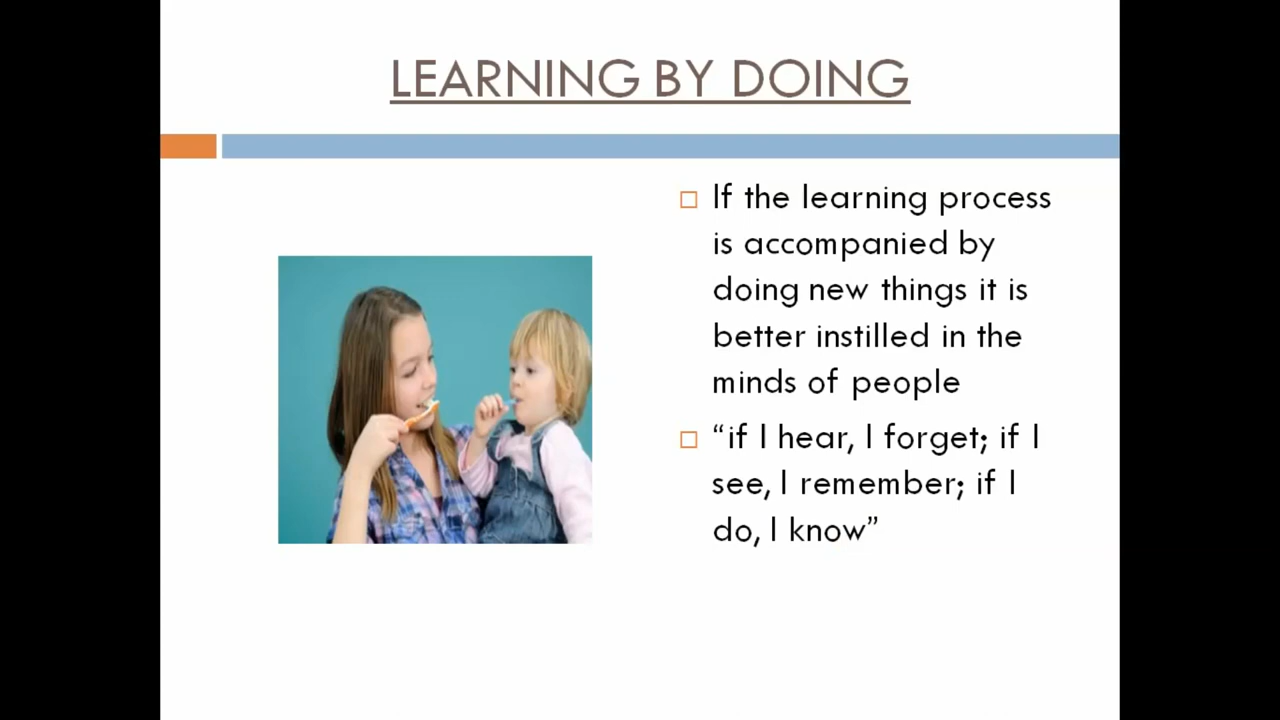 LEARNING BY DOING
If the learning process
is accompanied by
doing new things it is
better instilled in the
minds of people
“if I hear, I forget; if I
see, I remember; if I
do, I know”